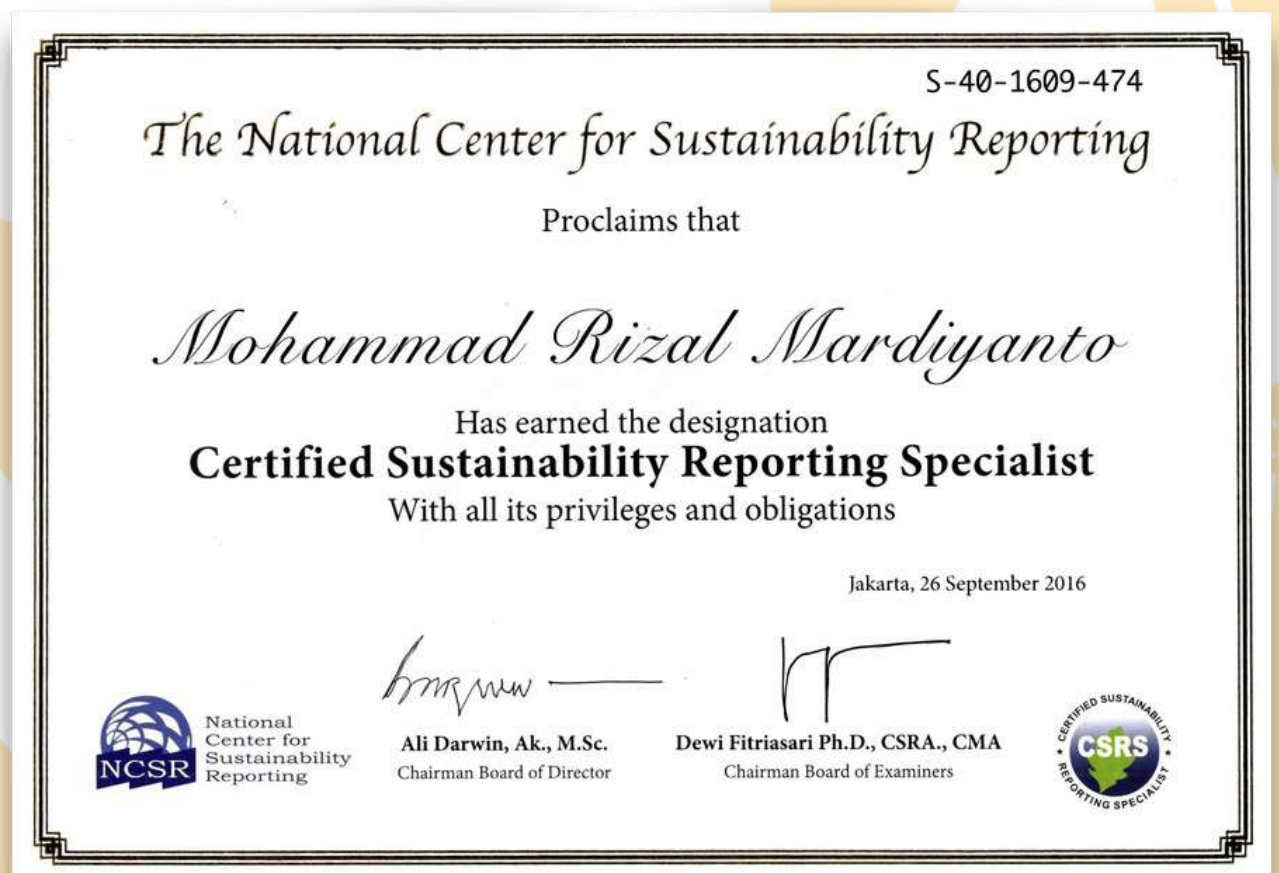 S-40-1609-474
The National Center for Sustainability Reporting
Proclaims that
Mohammad Rizal Mardiyanto
Has earned the designation
Certified Sustainability Reporting Specialist
With all its privileges and obligations
Jakarta, 26 September 2016
NCSR
National
Center for
Sustainability
Reporting
Ali Darwin, Ak., M.Sc.
Chairman Board of Director
Dewi Fitriasari Ph.D., CSRA., CMA
Chairman Board of Examiners
CERTIFIED SUSTAINABILITY
CSRS
REPORTING SPECIALIST